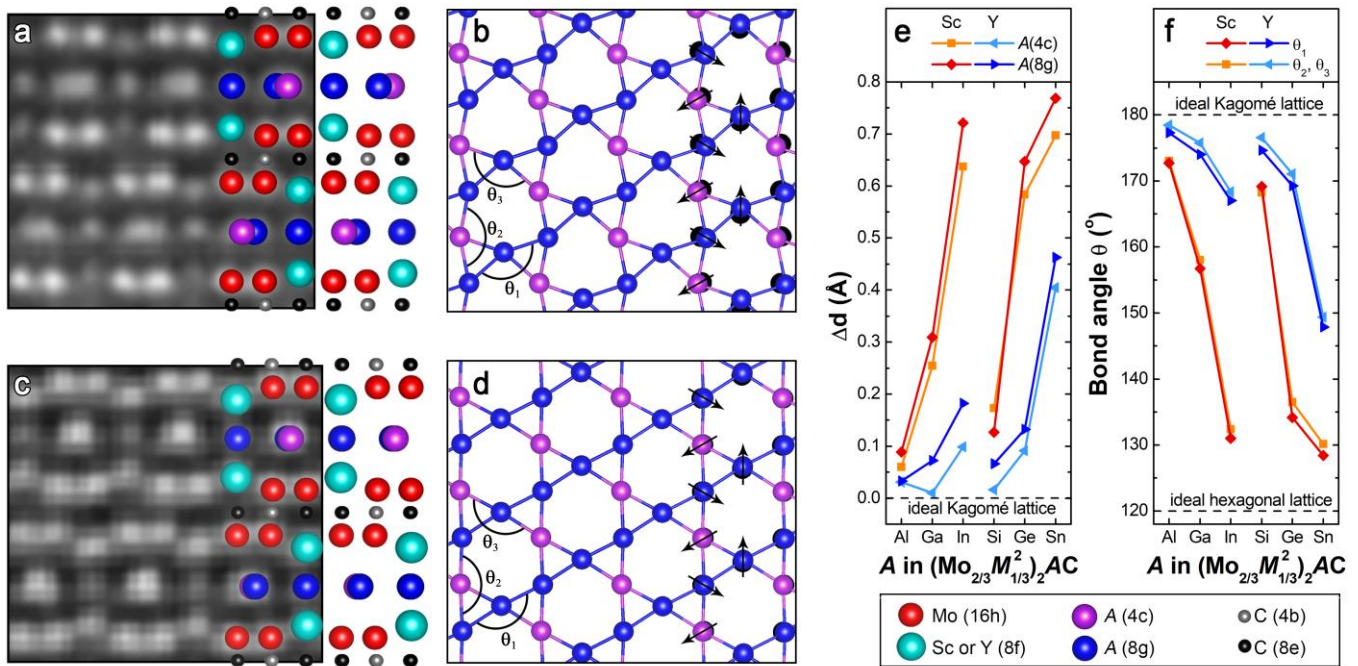 a
b
θ3
θ2
θ1
c
d
θ3
θ2
θ1
e
Sc Y
A(4c)
A(8g)
0.8
0.7
0.6
0.5
0.4
0.3
0.2
0.1
0.0
Δd (Å)
ideal Kagomé lattice
Al Ga In Si Ge Sn
A in (Mo2/3M²1/3)2AC
f
Sc Y
θ1
θ2, θ3
ideal Kagomé lattice
180
170
160
150
140
130
120
Bond angle θ (°)
ideal hexagonal lattice
Al Ga In Si Ge Sn
A in (Mo2/3M²1/3)2AC
Mo (16h) A (4c) C (4b)
Sc or Y (8f) A (8g) C (8e)